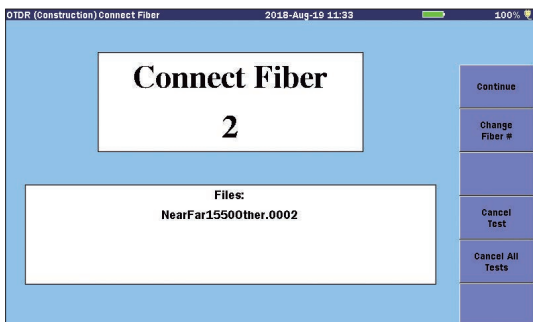 OTDR (Construction) Connect Fiber 2018-Aug-19 11:33 100%
Connect Fiber
2
Files:
NearFar1550Other.0002
Continue
Change
Fiber #
Cancel
Test
Cancel All
Tests